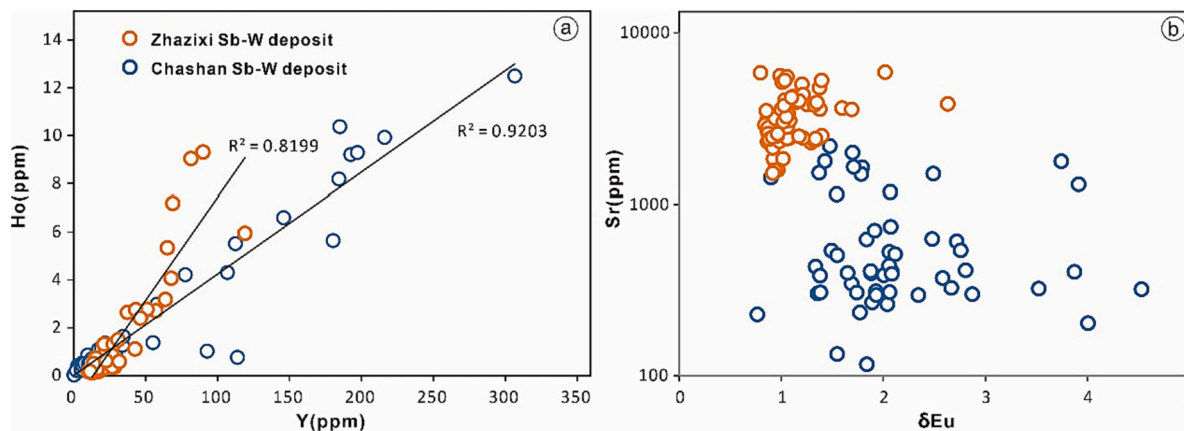 14
12
10
8
6
4
2
0
Ho(ppm)
Zhazixi Sb-W deposit
Chashan Sb-W deposit
a
R² = 0.8199
R² = 0.9203
0 50 100 150 200 250 300 350
Y(ppm)
10000
1000
100
Sr(ppm)
b
0 1 2 3 4
δEu